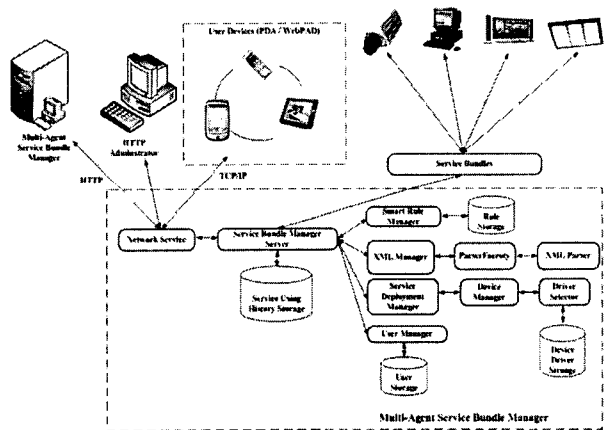 User Devices (PDA / WebPAD)
Multi-Agent
Service Bundle
Manager
HTTP
Administrator
HTTP
TCP/IP
Service Bundles
Network Service
Service Bundle Manager
Server
Service Using
History Storage
Smart Rule
Manager
Rule
Storage
XML Manager
Parser Factory
XML Parser
Service
Deployment
Manager
Device
Manager
Driver
Selector
User Manager
User
Storage
Device
Driver
Storage
Multi-Agent Service Bundle Manager